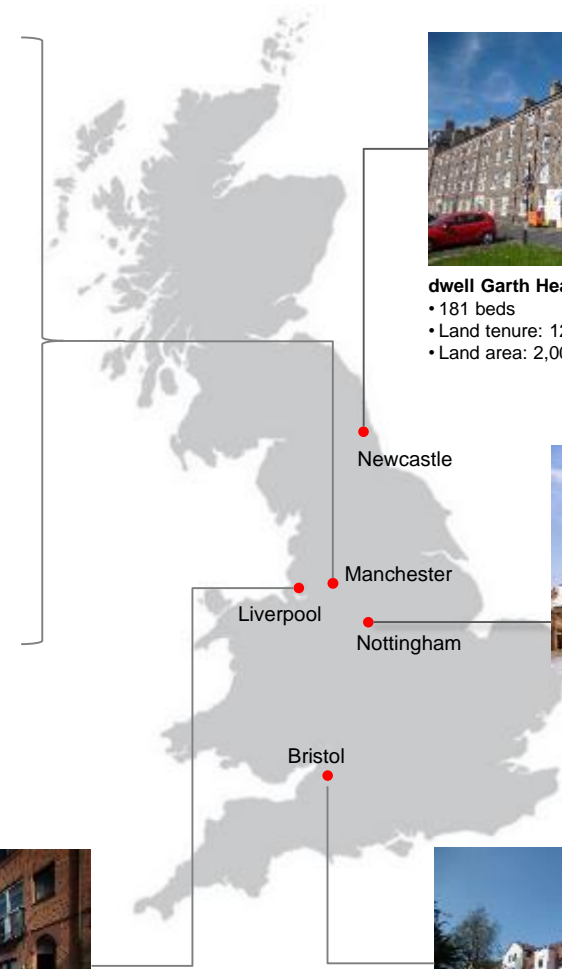 dwell Garth Hea
• 181 beds
• Land tenure: 12
• Land area: 2,00
Newcastle
Manchester
Liverpool
Nottingham
Bristol